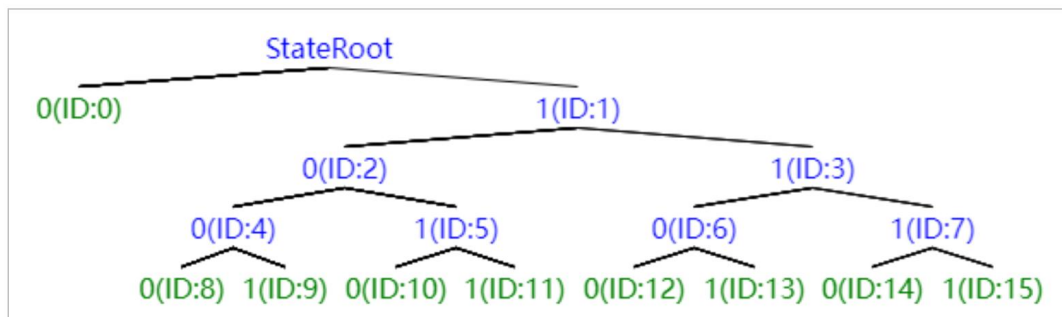 StateRoot
0(ID:0) 1(ID:1)
0(ID:2) 1(ID:3)
0(ID:4) 1(ID:5) 0(ID:6) 1(ID:7)
0(ID:8) 1(ID:9) 0(ID:10) 1(ID:11) 0(ID:12) 1(ID:13) 0(ID:14) 1(ID:15)